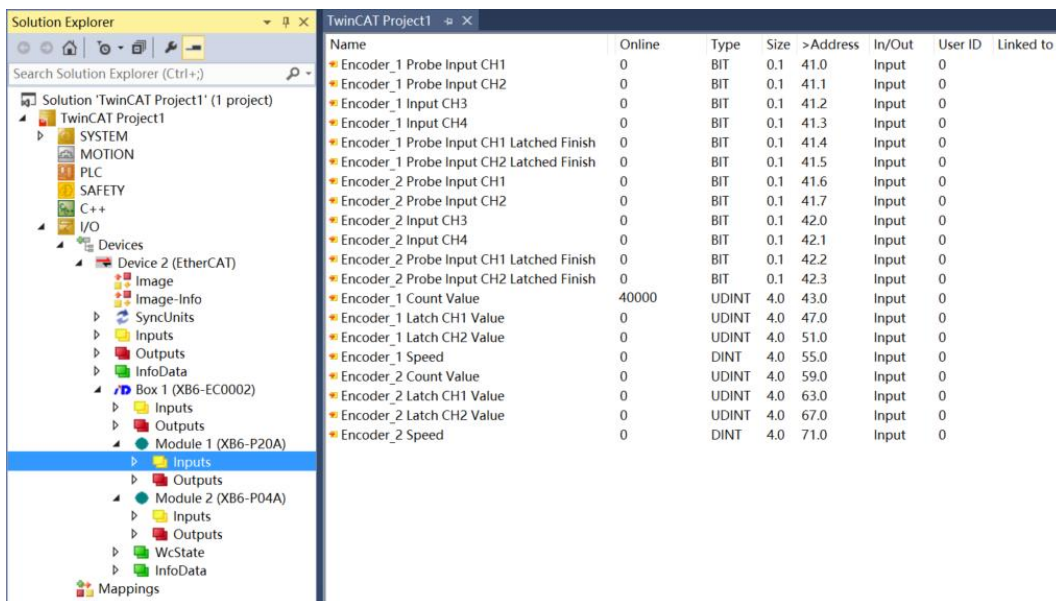 Solution Explorer
Search Solution Explorer (Ctrl+;)
Solution 'TwinCAT Project1' (1 project)
TwinCAT Project1
SYSTEM
MOTION
PLC
SAFETY
C++
I/O
Devices
Device 2 (EtherCAT)
Image
Image-Info
SyncUnits
Inputs
Outputs
InfoData
Box 1 (XB6-EC0002)
Inputs
Outputs
Module 1 (XB6-P20A)
Inputs
Outputs
Module 2 (XB6-P04A)
Inputs
Outputs
WcState
InfoData
Mappings
TwinCAT Project1
Name Online Type Size >Address In/Out User ID Linked to
Encoder_1 Probe Input CH1 0 BIT 0.1 41.0 Input 0
Encoder_1 Probe Input CH2 0 BIT 0.1 41.1 Input 0
Encoder_1 Input CH3 0 BIT 0.1 41.2 Input 0
Encoder_1 Input CH4 0 BIT 0.1 41.3 Input 0
Encoder_1 Probe Input CH1 Latched Finish 0 BIT 0.1 41.4 Input 0
Encoder_1 Probe Input CH2 Latched Finish 0 BIT 0.1 41.5 Input 0
Encoder_2 Probe Input CH1 0 BIT 0.1 41.6 Input 0
Encoder_2 Probe Input CH2 0 BIT 0.1 41.7 Input 0
Encoder_2 Input CH3 0 BIT 0.1 42.0 Input 0
Encoder_2 Input CH4 0 BIT 0.1 42.1 Input 0
Encoder_2 Probe Input CH1 Latched Finish 0 BIT 0.1 42.2 Input 0
Encoder_2 Probe Input CH2 Latched Finish 0 BIT 0.1 42.3 Input 0
Encoder_1 Count Value 40000 UDINT 4.0 43.0 Input 0
Encoder_1 Latch CH1 Value 0 UDINT 4.0 47.0 Input 0
Encoder_1 Latch CH2 Value 0 UDINT 4.0 51.0 Input 0
Encoder_1 Speed 0 DINT 4.0 55.0 Input 0
Encoder_2 Count Value 0 UDINT 4.0 59.0 Input 0
Encoder_2 Latch CH1 Value 0 UDINT 4.0 63.0 Input 0
Encoder_2 Latch CH2 Value 0 UDINT 4.0 67.0 Input 0
Encoder_2 Speed 0 DINT 4.0 71.0 Input 0